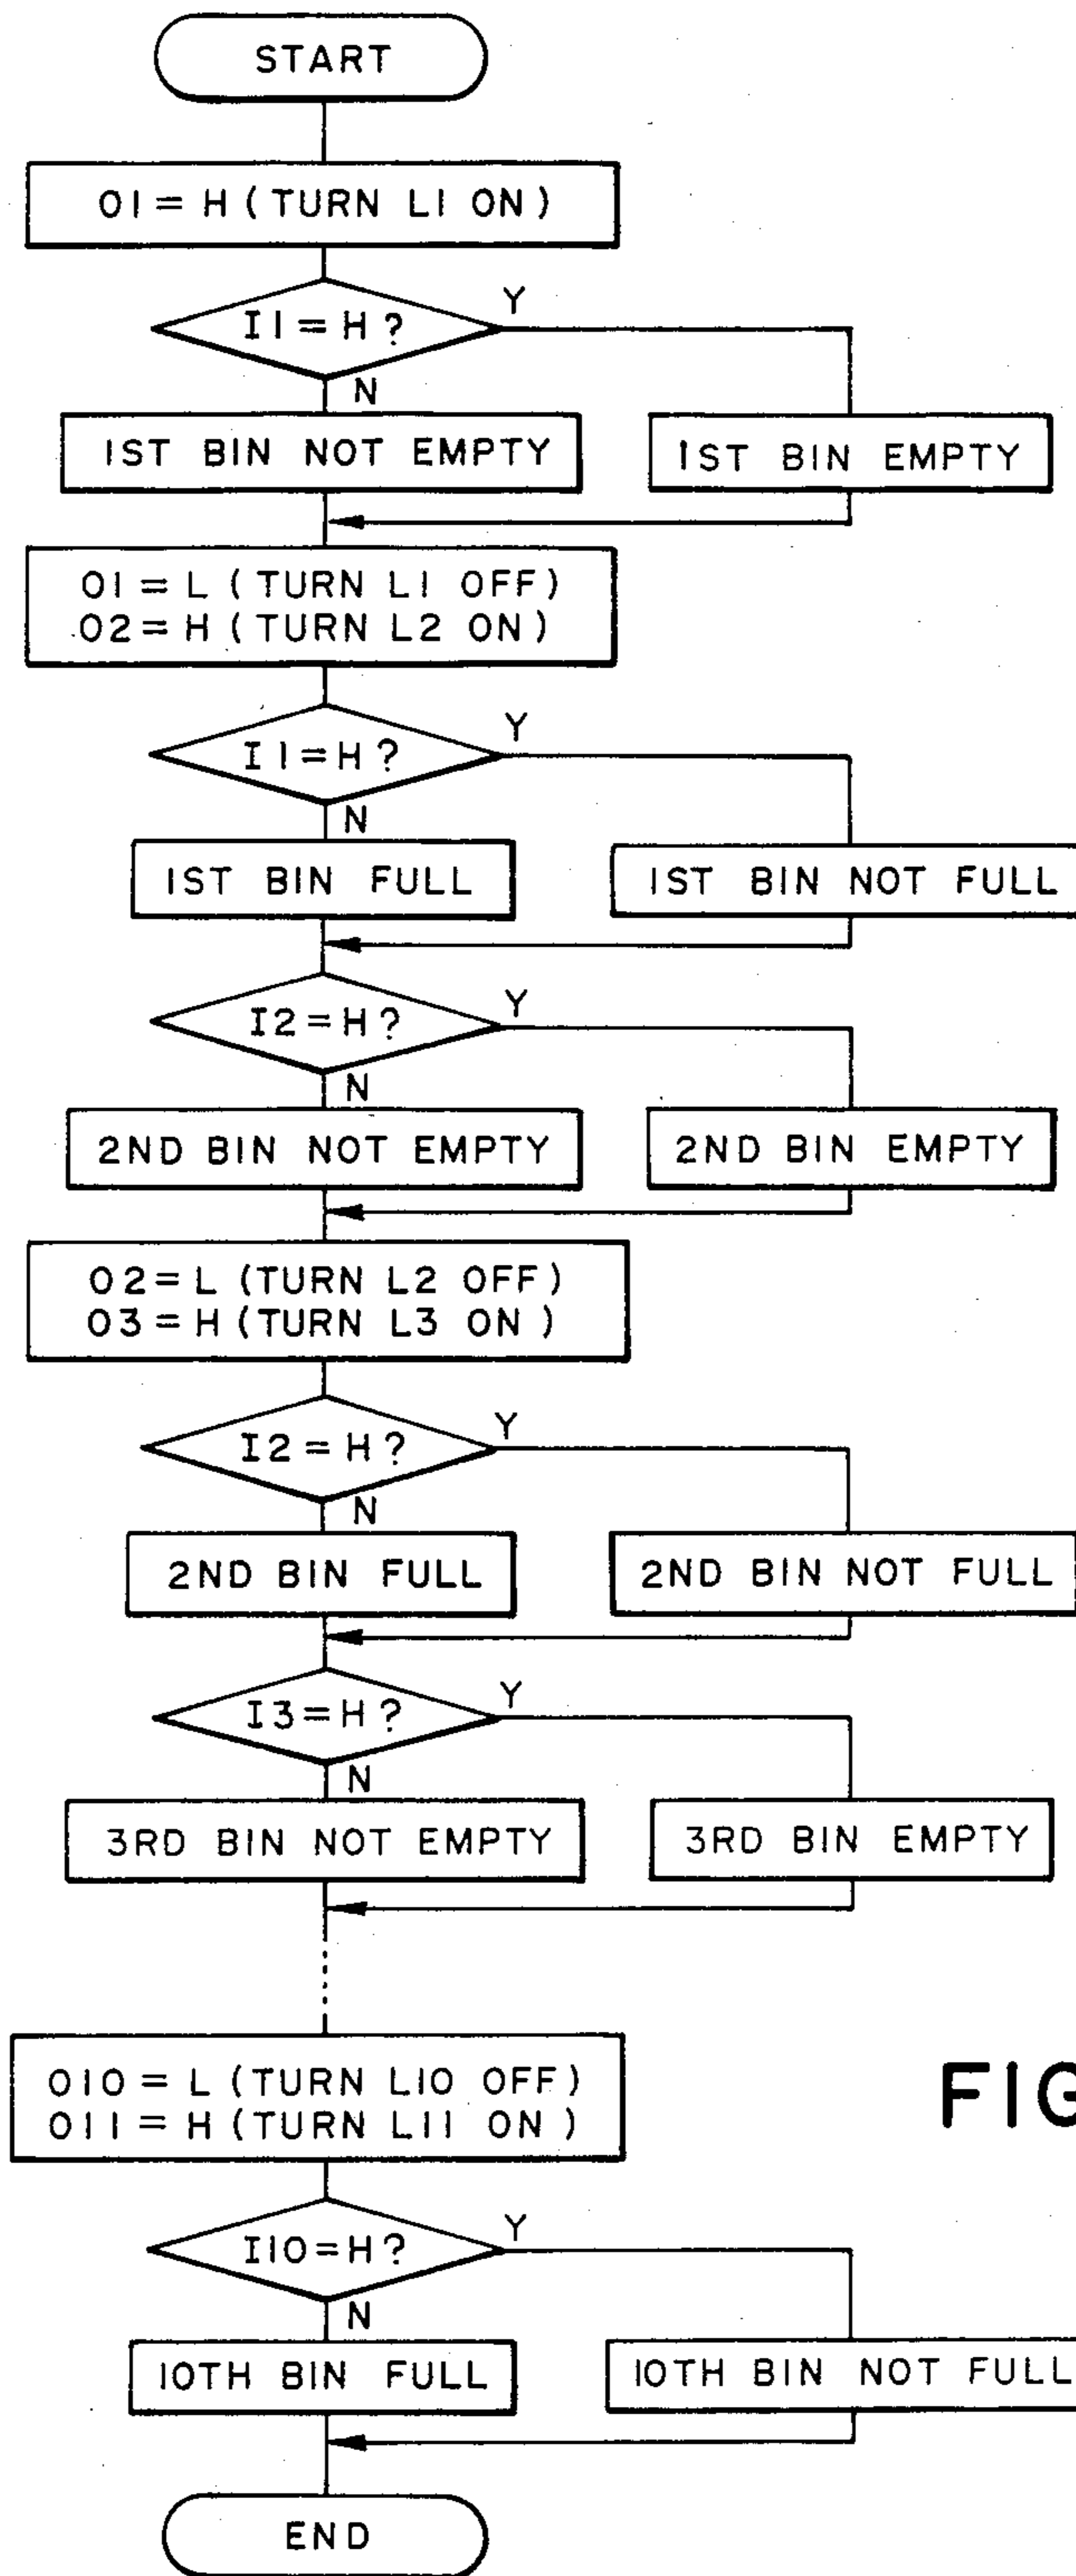 START
O1 = H (TURN L1 ON)
I1 = H ?
Y
N
1ST BIN NOT EMPTY
1ST BIN EMPTY
O1 = L (TURN L1 OFF)
O2 = H (TURN L2 ON)
I1 = H ?
Y
N
1ST BIN FULL
1ST BIN NOT FULL
I2 = H ?
Y
N
2ND BIN NOT EMPTY
2ND BIN EMPTY
O2 = L (TURN L2 OFF)
O3 = H (TURN L3 ON)
I2 = H ?
Y
N
2ND BIN FULL
2ND BIN NOT FULL
I3 = H ?
Y
N
3RD BIN NOT EMPTY
3RD BIN EMPTY
O10 = L (TURN L10 OFF)
O11 = H (TURN L11 ON)
FIG
I10 = H ?
Y
N
10TH BIN FULL
10TH BIN NOT FULL
END